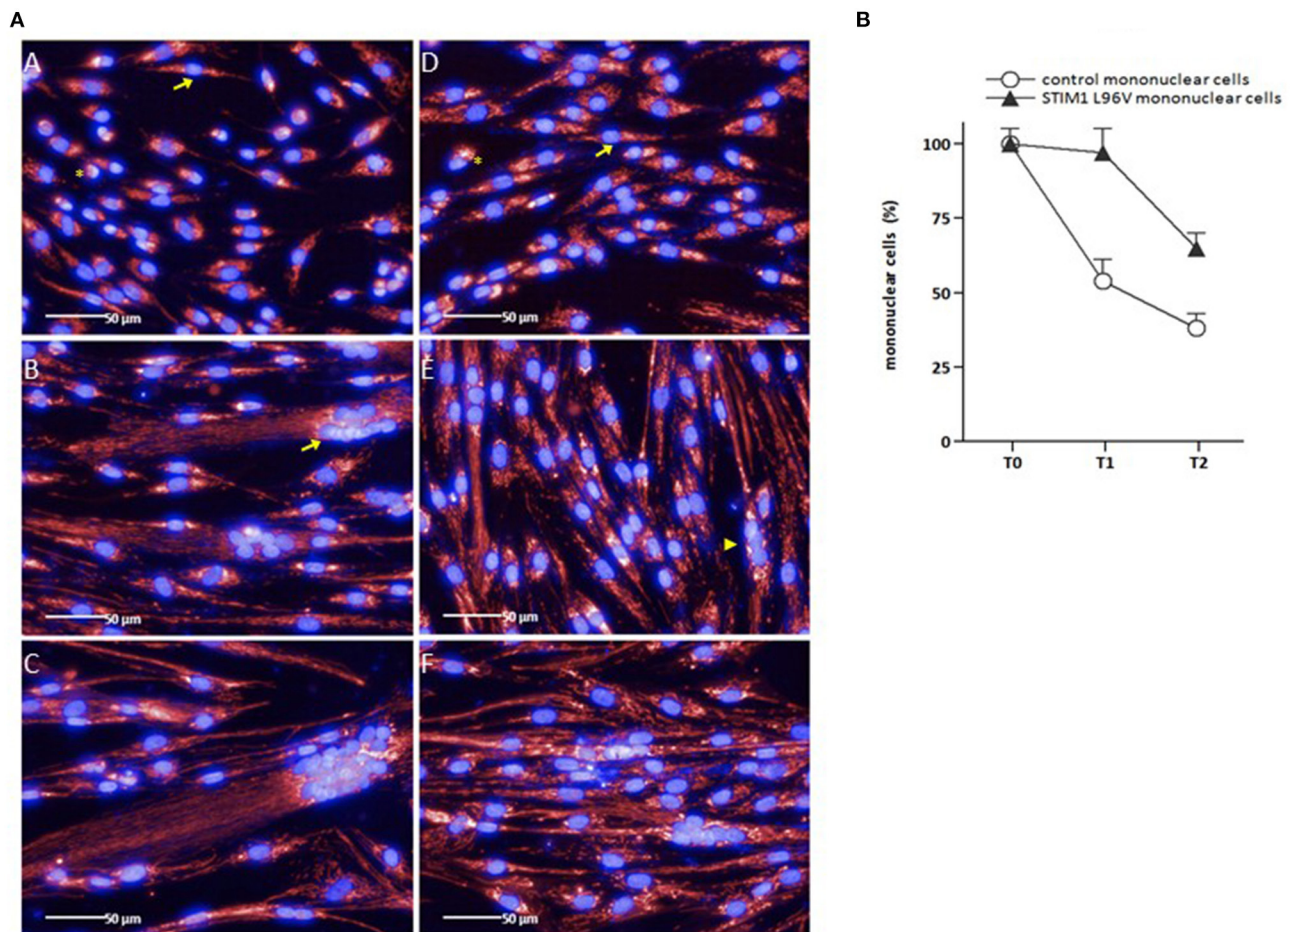 A
B
A
D
*
*
50 µm
50 µm
B
E
50 µm
50 µm
C
F
50 µm
50 µm
control mononuclear cells
STIM1 L96V mononuclear cells
mononuclear cells (%)
100
75
50
25
0
T0
T1
T2